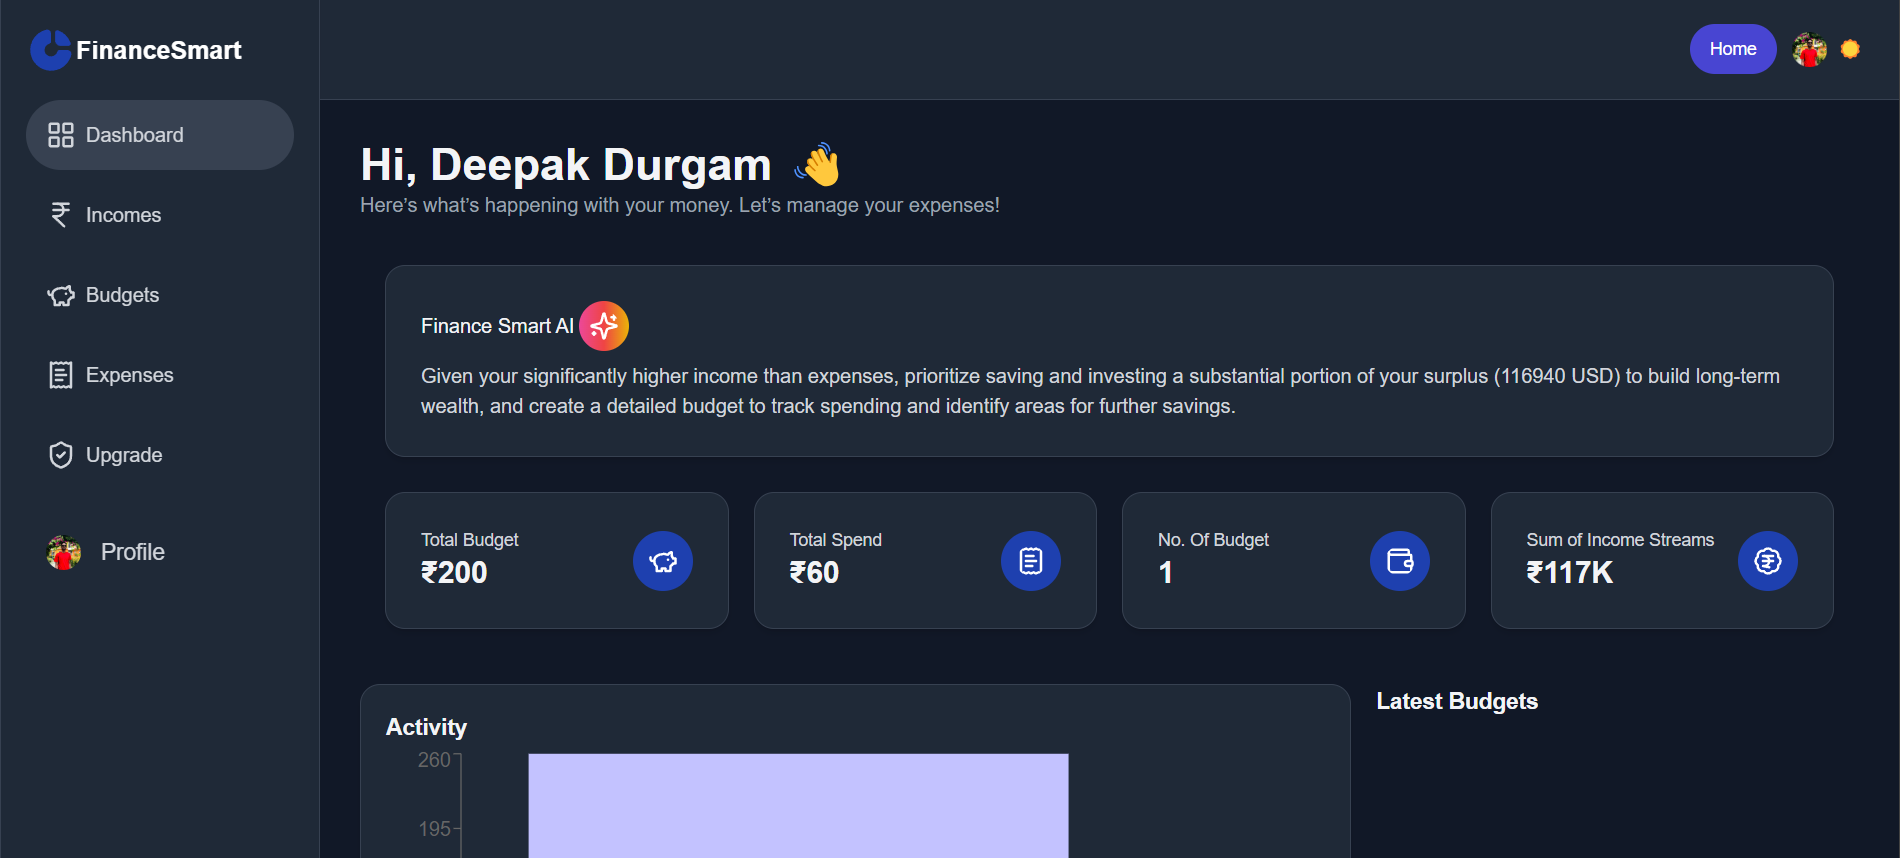 FinanceSmart
Dashboard
Incomes
Budgets
Expenses
Upgrade
Profile
Home
Hi, Deepak Durgam 👋
Here's what's happening with your money. Let's manage your expenses!
Finance Smart AI
Given your significantly higher income than expenses, prioritize saving and investing a substantial portion of your surplus (116940 USD) to build long-term
wealth, and create a detailed budget to track spending and identify areas for further savings.
Total Budget
₹200
Total Spend
₹60
No. Of Budget
1
Sum of Income Streams
₹117K
Activity
260
195
Latest Budgets